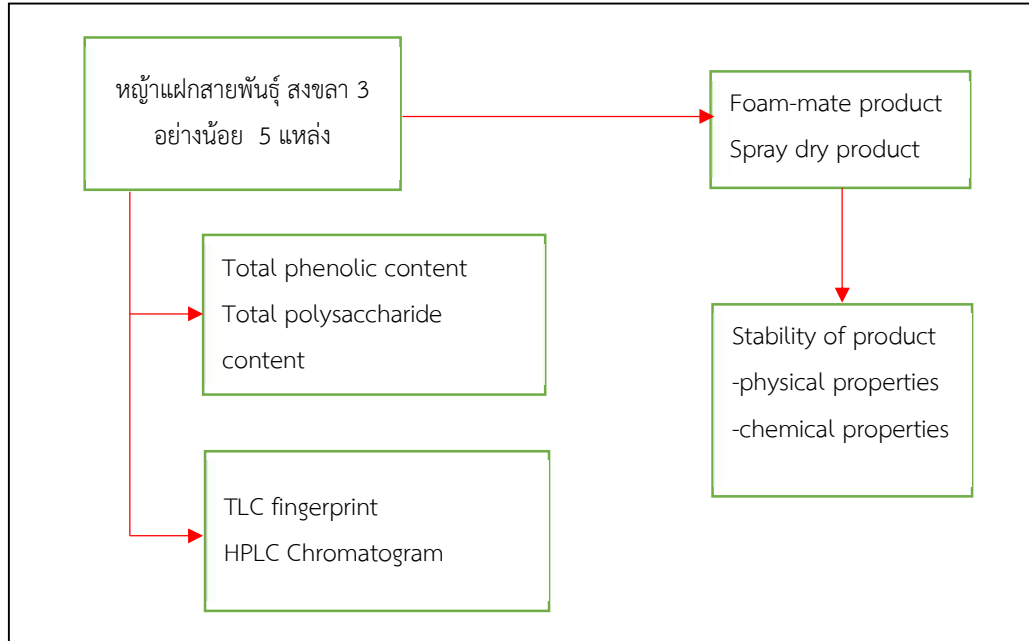 หญ้าแฝกสายพันธุ์ สงขลา 3
อย่างน้อย 5 แหล่ง
Foam-mate product
Spray dry product
Total phenolic content
Total polysaccharide
content
Stability of product
-physical properties
-chemical properties
TLC fingerprint
HPLC Chromatogram